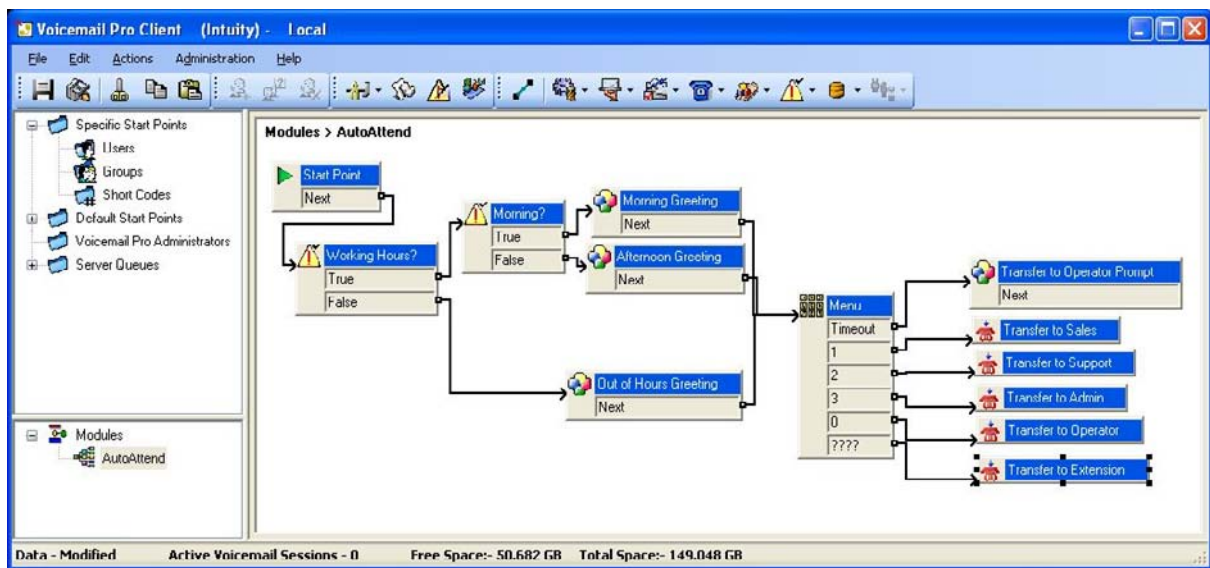 Voicemail Pro Client (Intuity) - Local
File Edit Actions Administration Help
Specific Start Points
Users
Groups
Short Codes
Default Start Points
Voicemail Pro Administrators
Server Queues
Modules
AutoAttend
Modules > AutoAttend
Start Point
Next
Working Hours?
True
False
Morning?
True
False
Morning Greeting
Next
Afternoon Greeting
Next
Out of Hours Greeting
Next
Menu
Timeout
1
2
3
0
????
Transfer to Operator Prompt
Next
Transfer to Sales
Transfer to Support
Transfer to Admin
Transfer to Operator
Transfer to Extension
Data - Modified Active Voicemail Sessions - 0 Free Space:- 50.682 GB Total Space:- 149.048 GB